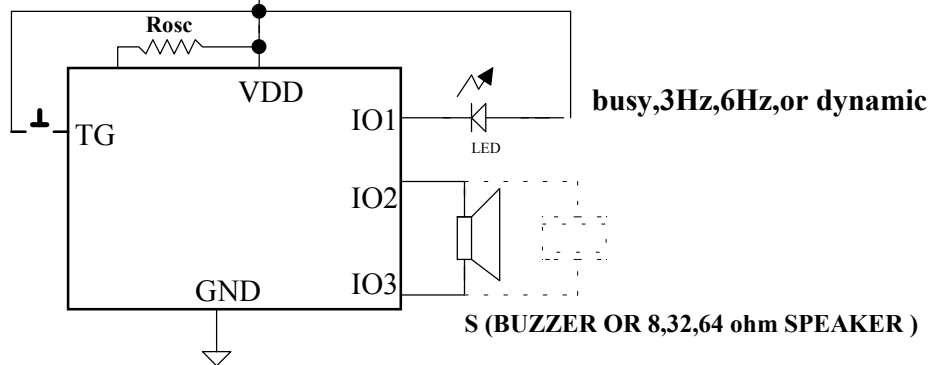 Rosc
VDD
TG
IO1
LED
busy,3Hz,6Hz,or dynamic
IO2
IO3
GND
S (BUZZER OR 8,32,64 ohm SPEAKER )